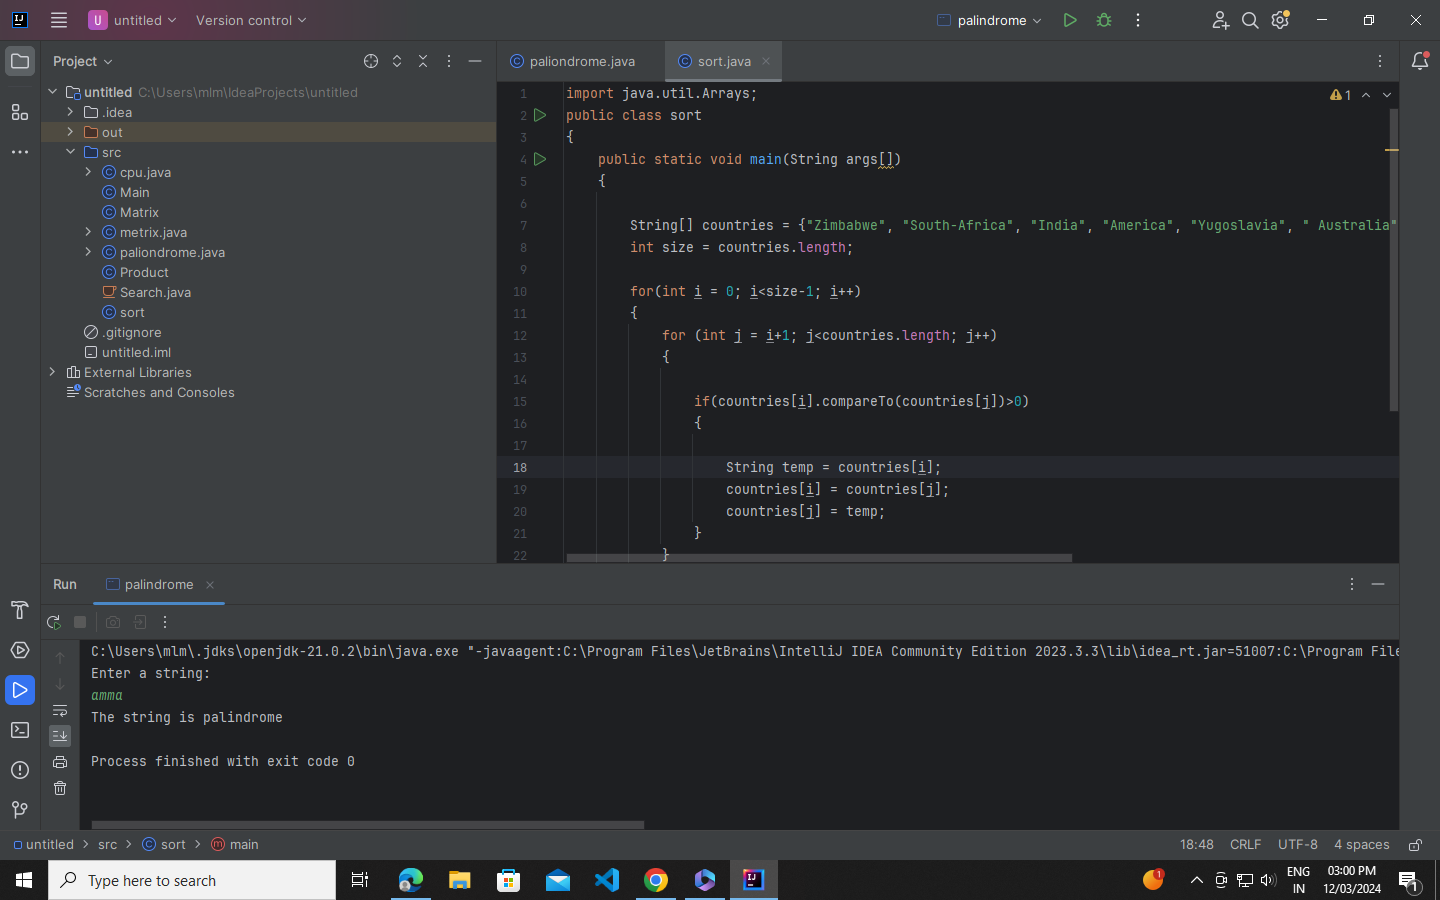 U untitled Version control palindrome
Project
paliondrome.java sort.java
untitled C:\Users\mlm\IdeaProjects\untitled
.idea
out
src
cpu.java
Main
Matrix
metrix.java
paliondrome.java
Product
Search.java
sort
.gitignore
untitled.iml
External Libraries
Scratches and Consoles
1 import java.util.Arrays;
2 public class sort
3 {
4 public static void main(String args[])
5 {
6
7 String[] countries = {"Zimbabwe", "South-Africa", "India", "America", "Yugoslavia", " Australia"
8 int size = countries.length;
9
10 for(int i = 0; i<size-1; i++)
11 {
12 for (int j = i+1; j<countries.length; j++)
13 {
14
15 if(countries[i].compareTo(countries[j])>0)
16 {
17
18 String temp = countries[i];
19 countries[i] = countries[j];
20 countries[j] = temp;
21 }
22 }
1
Run palindrome
C:\Users\mlm\.jdks\openjdk-21.0.2\bin\java.exe "-javaagent:C:\Program Files\JetBrains\IntelliJ IDEA Community Edition 2023.3.3\lib\idea_rt.jar=51007:C:\Program File
Enter a string:
amma
The string is palindrome
Process finished with exit code 0
untitled > src > sort > main 18:48 CRLF UTF-8 4 spaces
Type here to search
1
ENG
IN
03:00 PM
12/03/2024
1